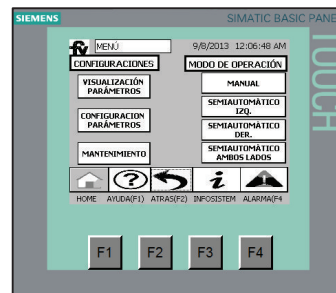 SIEMENS
SIMATIC BASIC PANE
TOUCH
fv MENÚ 9/8/2013 12:06:48 AM
CONFIGURACIONES
MODO DE OPERACIÓN
VISUALIZACIÓN
PARÁMETROS
CONFIGURACION
PARÁMETROS
MANTENIMIENTO
MANUAL
SEMIAUTOMÁTICO
IZQ.
SEMIAUTOMÁTICO
DER.
SEMIAUTOMÁTICO
AMBOS LADOS
HOME AYUDA(F1) ATRAS(F2) INFOSISTEM ALARMA(F4
F1 F2 F3 F4